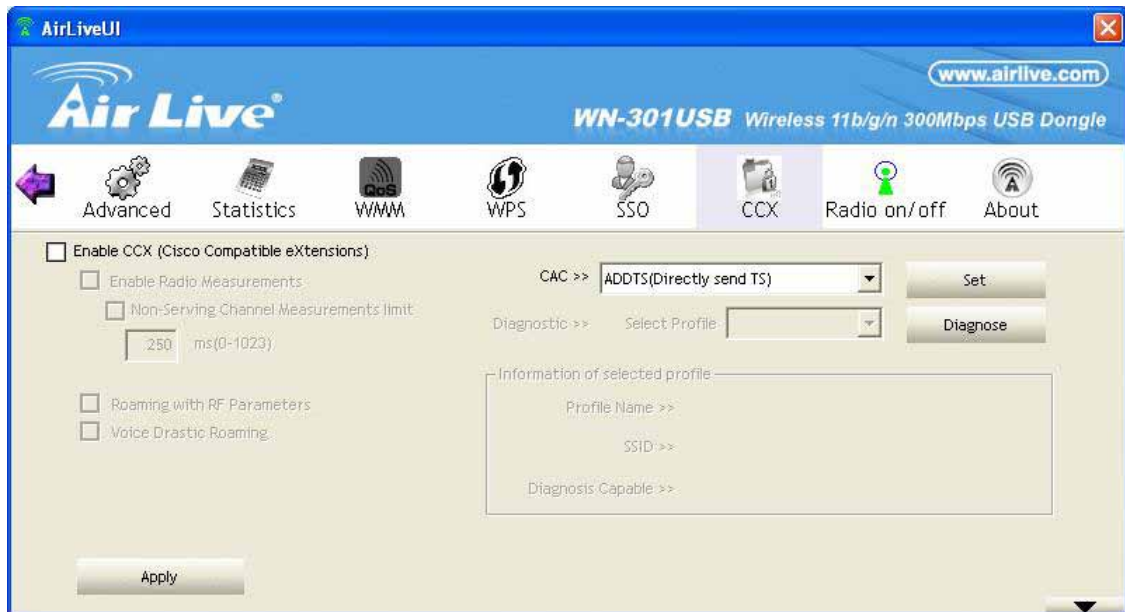 AirLiveUI
www.airlive.com
Air Live®
WN-301USB Wireless 11b/g/n 300Mbps USB Dongle
QoS
Advanced Statistics WMM WPS SSO CCX Radio on/off About
Enable CCX (Cisco Compatible eXtensions)
Enable Radio Measurements
Non-Serving Channel Measurements limit
250 ms(0-1023)
Roaming with RF Parameters
Voice Drastic Roaming
Apply
CAC >> ADDTS(Directly send TS) Set
Diagnostic >> Select Profile Diagnose
Information of selected profile
Profile Name >>
SSID >>
Diagnosis Capable >>